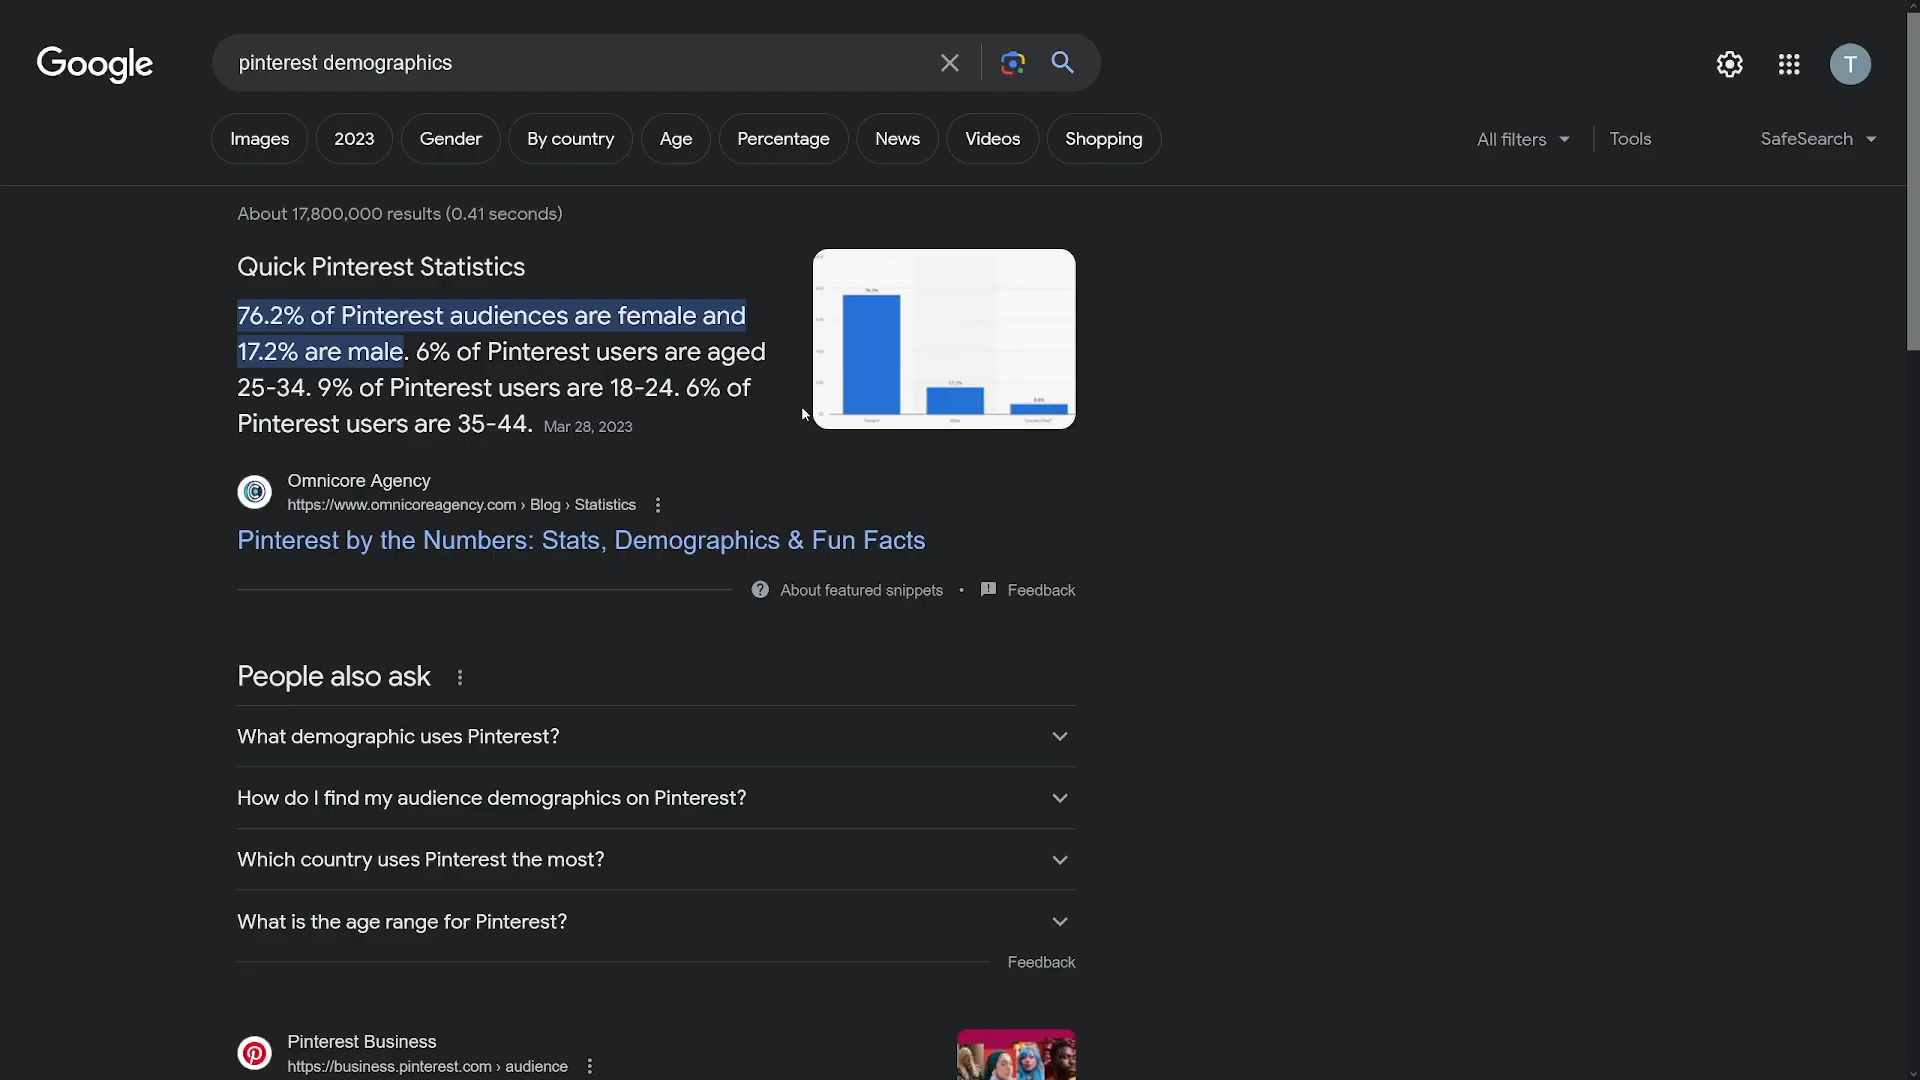 Google
pinterest demographics
T
Images
2023
Gender
By country
Age
Percentage
News
Videos
Shopping
All filters
Tools
SafeSearch
About 17,800,000 results (0.41 seconds)
Quick Pinterest Statistics
76.2% of Pinterest audiences are female and
17.2% are male. 6% of Pinterest users are aged
25-34. 9% of Pinterest users are 18-24. 6% of
Pinterest users are 35-44. Mar 28, 2023
Omnicore Agency
https://www.omnicoreagency.com › Blog › Statistics
Pinterest by the Numbers: Stats, Demographics & Fun Facts
About featured snippets • Feedback
People also ask
What demographic uses Pinterest?
How do I find my audience demographics on Pinterest?
Which country uses Pinterest the most?
What is the age range for Pinterest?
Feedback
Pinterest Business
https://business.pinterest.com › audience